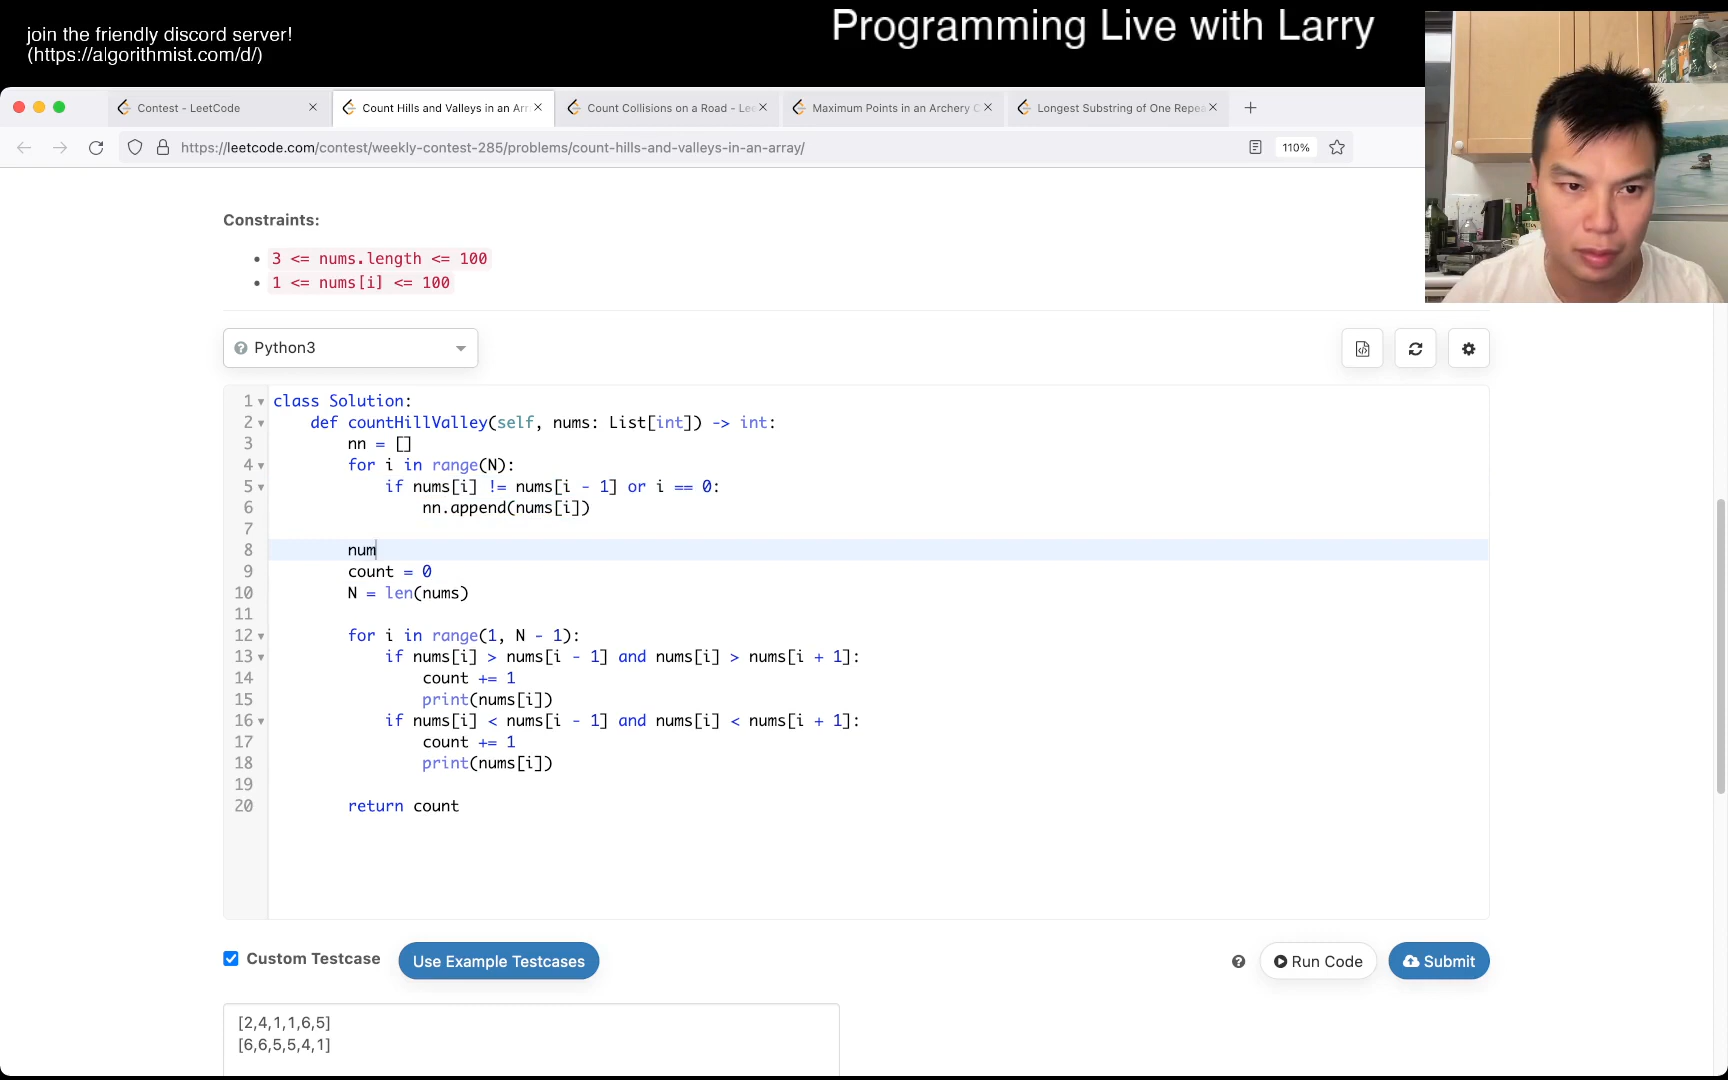 join the friendly discord server!
(https://algorithmist.com/d/)
Programming Live with Larry
Contest - LeetCode
Count Hills and Valleys in an Arr
Count Collisions on a Road - Lee
Maximum Points in an Archery C
Longest Substring of One Repea
https://leetcode.com/contest/weekly-contest-285/problems/count-hills-and-valleys-in-an-array/
110%
Constraints:
3 <= nums.length <= 100
1 <= nums[i] <= 100
Python3
1 class Solution:
2     def countHillValley(self, nums: List[int]) -> int:
3         nn = []
4         for i in range(N):
5             if nums[i] != nums[i - 1] or i == 0:
6                 nn.append(nums[i])
7
8         num
9         count = 0
10         N = len(nums)
11
12         for i in range(1, N - 1):
13             if nums[i] > nums[i - 1] and nums[i] > nums[i + 1]:
14                 count += 1
15                 print(nums[i])
16             if nums[i] < nums[i - 1] and nums[i] < nums[i + 1]:
17                 count += 1
18                 print(nums[i])
19
20         return count
Custom Testcase
Use Example Testcases
Run Code
Submit
[2,4,1,1,6,5]
[6,6,5,5,4,1]